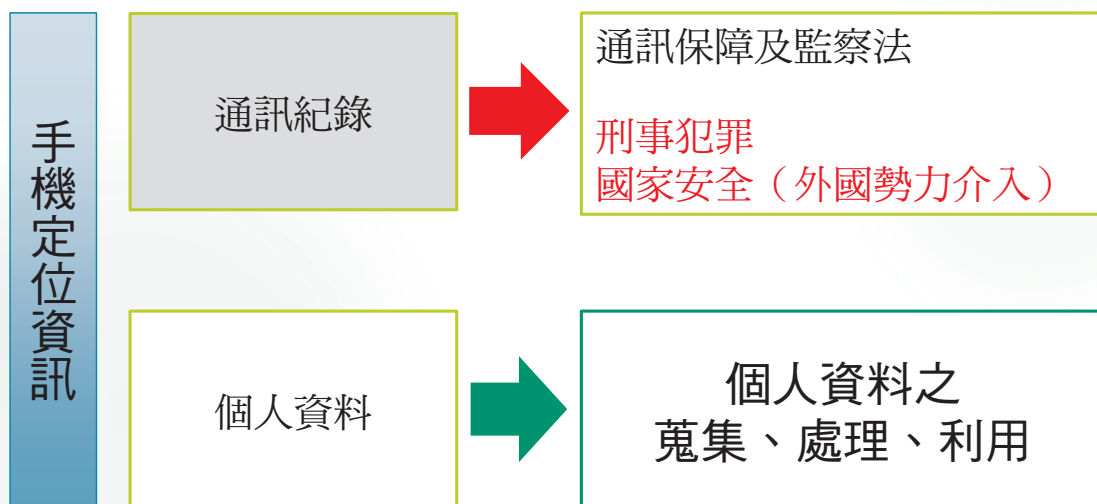 手機定位資訊
通訊紀錄
通訊保障及監察法
刑事犯罪
國家安全（外國勢力介入）
個人資料
個人資料之
蒐集、處理、利用